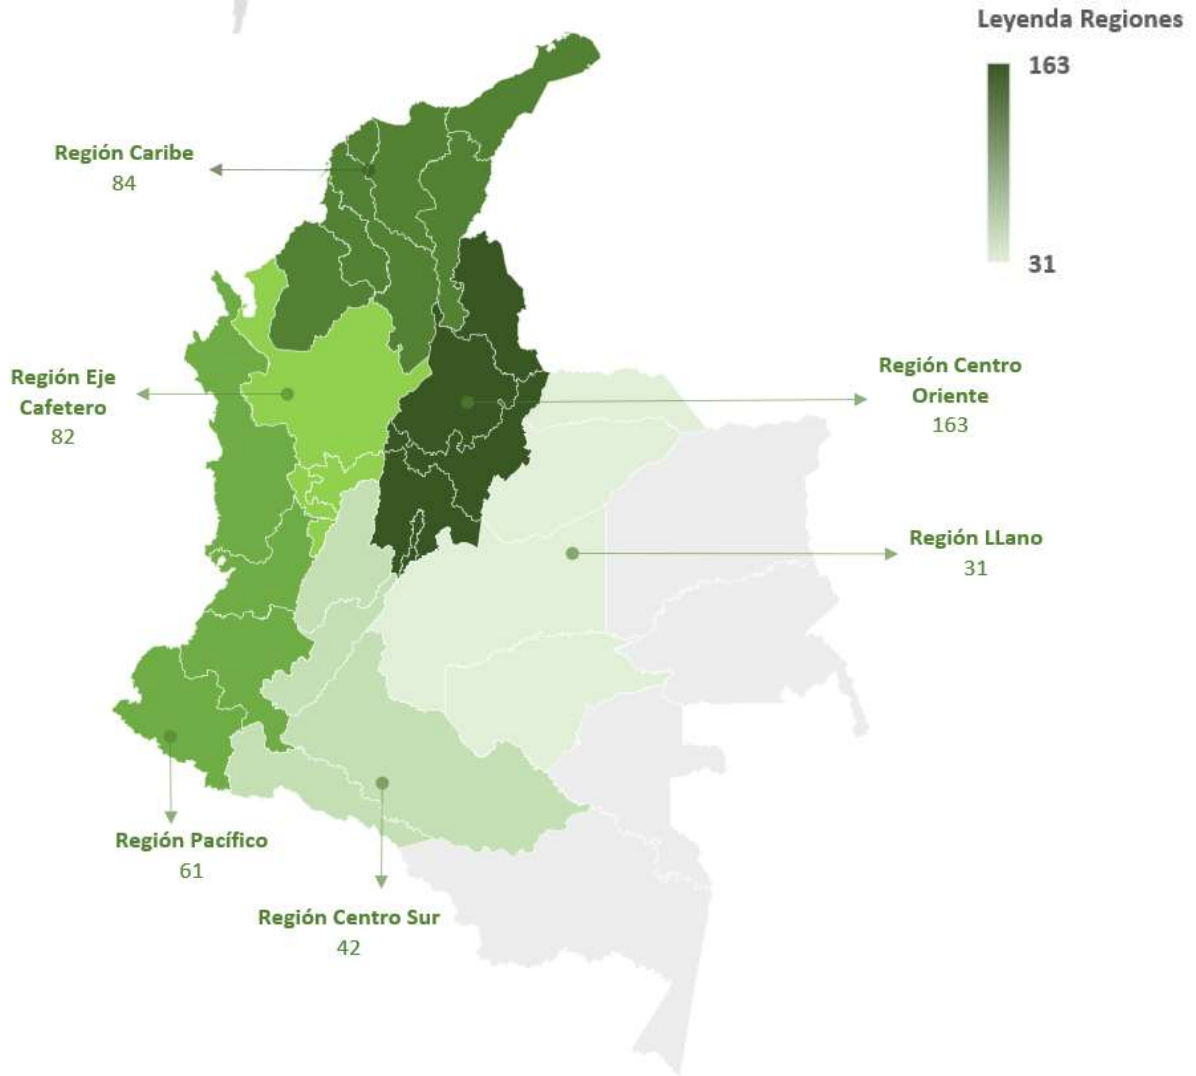 Leyenda Regiones
163
31
Región Caribe
84
Región Eje
Cafetero
82
Región Centro
Oriente
163
Región LLano
31
Región Pacífico
61
Región Centro Sur
42